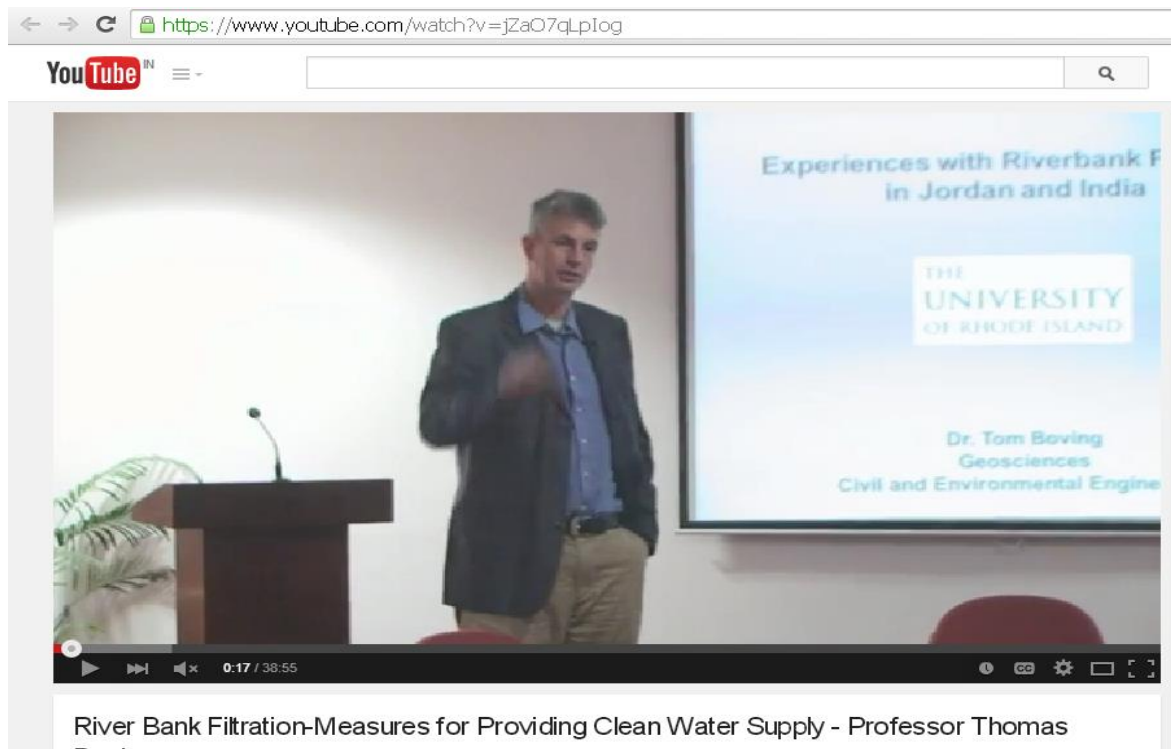 https://www.youtube.com/watch?v=jZaO7qLpIog
YouTube IN
Experiences with Riverbank F
in Jordan and India
THE
UNIVERSITY
OF RHODE ISLAND
Dr. Tom Boving
Geosciences
Civil and Environmental Engine
0:17 / 38:55
CC
River Bank Filtration-Measures for Providing Clean Water Supply - Professor Thomas